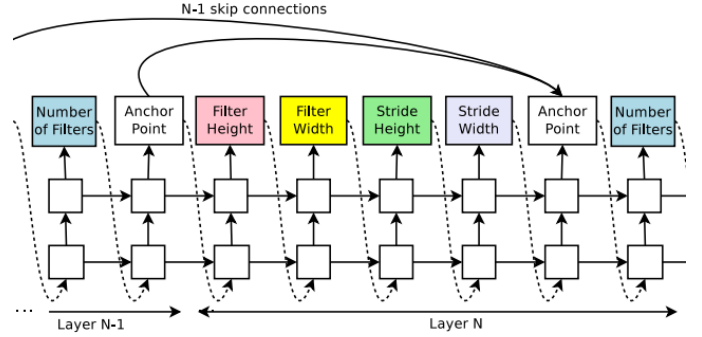 N-1 skip connections
Number
of Filters
Anchor
Point
Filter
Height
Filter
Width
Stride
Height
Stride
Width
Anchor
Point
Number
of Filters
...
Layer N-1
Layer N